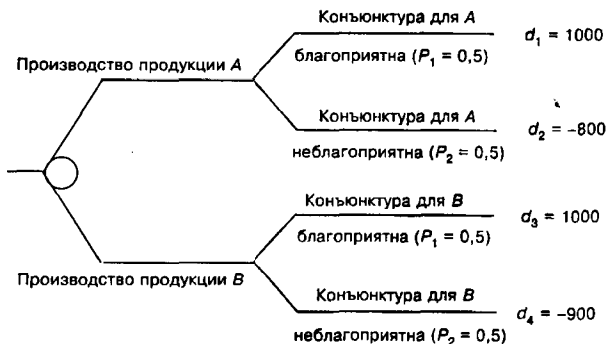 Конъюнктура для A
d₁ = 1000
благоприятна (P₁ = 0,5)
Производство продукции A
Конъюнктура для A
d₂ = –800
неблагоприятна (P₂ = 0,5)
Конъюнктура для B
d₃ = 1000
благоприятна (P₁ = 0,5)
Производство продукции B
Конъюнктура для B
d₄ = –900
неблагоприятна (P₂ = 0,5)